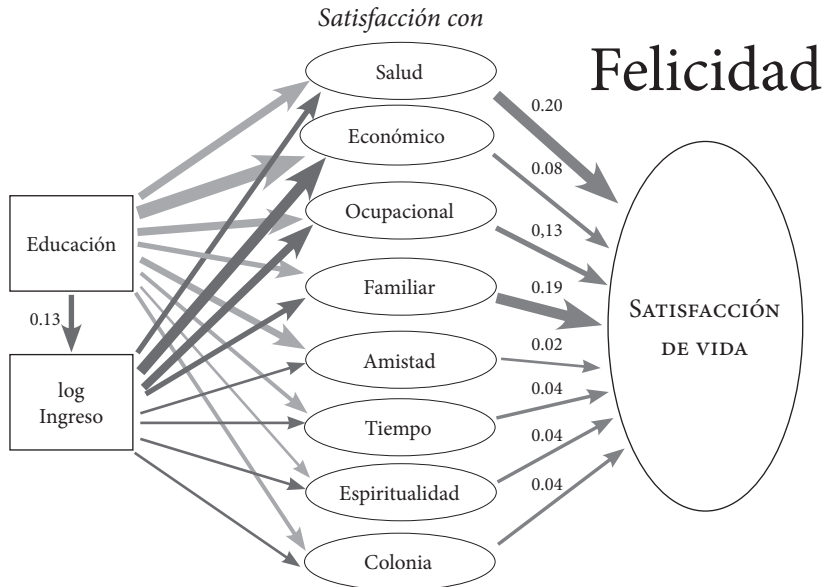 Satisfacción con
Felicidad
Salud
0.20
Económico
0.08
Ocupacional
0,13
Educación
Familiar
0.19
Satisfacción
de vida
0.13
Amistad
0.02
log
Ingreso
Tiempo
0.04
Espiritualidad
0.04
Colonia
0.04